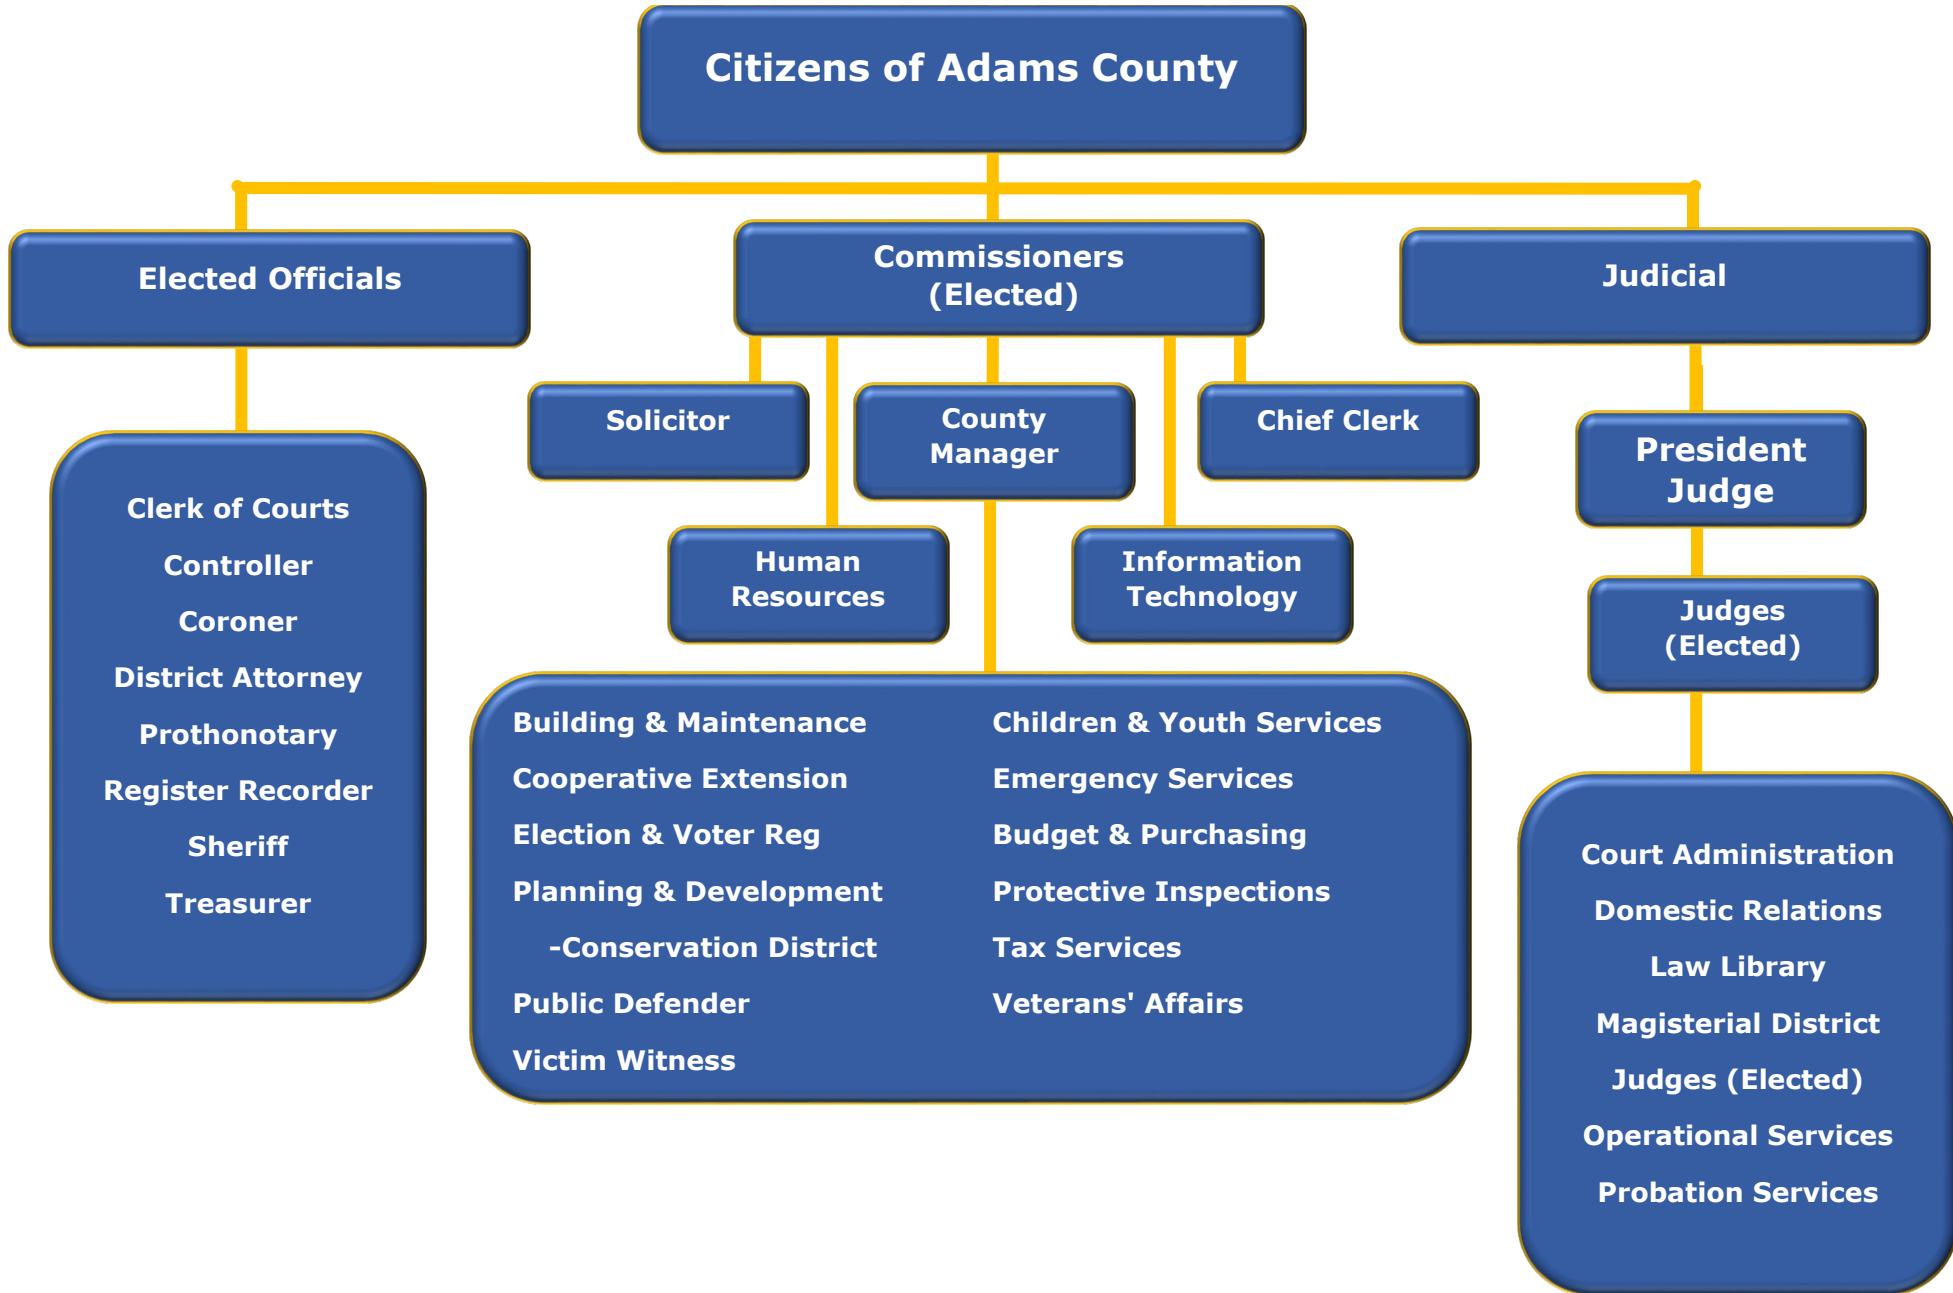 Citizens of Adams County
Elected Officials
Commissioners
(Elected)
Judicial
Solicitor
County
Manager
Chief Clerk
President
Judge
Human
Resources
Information
Technology
Judges
(Elected)
Clerk of Courts
Controller
Coroner
District Attorney
Prothonotary
Register Recorder
Sheriff
Treasurer
Building & Maintenance
Cooperative Extension
Election & Voter Reg
Planning & Development
-Conservation District
Public Defender
Victim Witness
Children & Youth Services
Emergency Services
Budget & Purchasing
Protective Inspections
Tax Services
Veterans' Affairs
Court Administration
Domestic Relations
Law Library
Magisterial District
Judges (Elected)
Operational Services
Probation Services